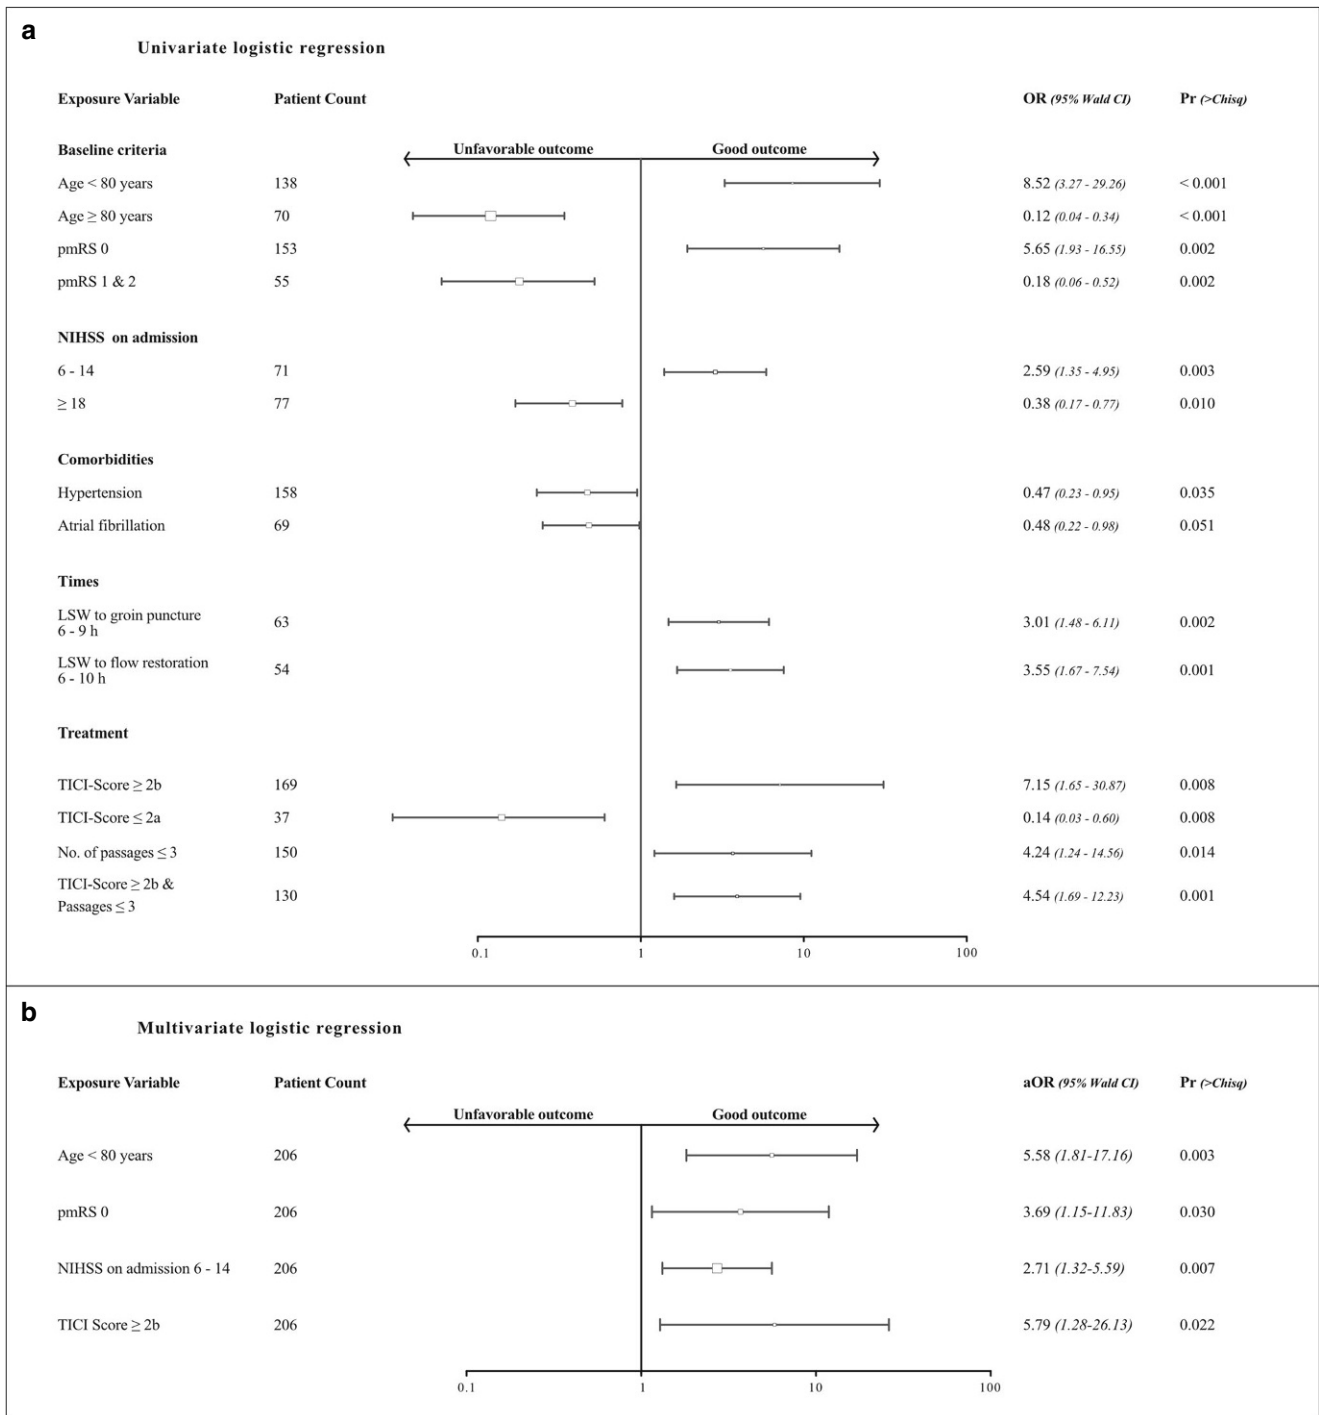 a
Univariate logistic regression
Exposure Variable Patient Count OR (95% Wald CI) Pr (>Chisq)
Baseline criteria Unfavorable outcome Good outcome
Age < 80 years 138 8.52 (3.27 - 29.26) < 0.001
Age ≥ 80 years 70 0.12 (0.04 - 0.34) < 0.001
pmRS 0 153 5.65 (1.93 - 16.55) 0.002
pmRS 1 & 2 55 0.18 (0.06 - 0.52) 0.002
NIHSS on admission
6 - 14 71 2.59 (1.35 - 4.95) 0.003
≥ 18 77 0.38 (0.17 - 0.77) 0.010
Comorbidities
Hypertension 158 0.47 (0.23 - 0.95) 0.035
Atrial fibrillation 69 0.48 (0.22 - 0.98) 0.051
Times
LSW to groin puncture
6 - 9 h 63 3.01 (1.48 - 6.11) 0.002
LSW to flow restoration
6 - 10 h 54 3.55 (1.67 - 7.54) 0.001
Treatment
TICI-Score ≥ 2b 169 7.15 (1.65 - 30.87) 0.008
TICI-Score ≤ 2a 37 0.14 (0.03 - 0.60) 0.008
No. of passages ≤ 3 150 4.24 (1.24 - 14.56) 0.014
TICI-Score ≥ 2b &
Passages ≤ 3 130 4.54 (1.69 - 12.23) 0.001
0.1 1 10 100
b
Multivariate logistic regression
Exposure Variable Patient Count aOR (95% Wald CI) Pr (>Chisq)
Unfavorable outcome Good outcome
Age < 80 years 206 5.58 (1.81-17.16) 0.003
pmRS 0 206 3.69 (1.15-11.83) 0.030
NIHSS on admission 6 - 14 206 2.71 (1.32-5.59) 0.007
TICI Score ≥ 2b 206 5.79 (1.28-26.13) 0.022
0.1 1 10 100